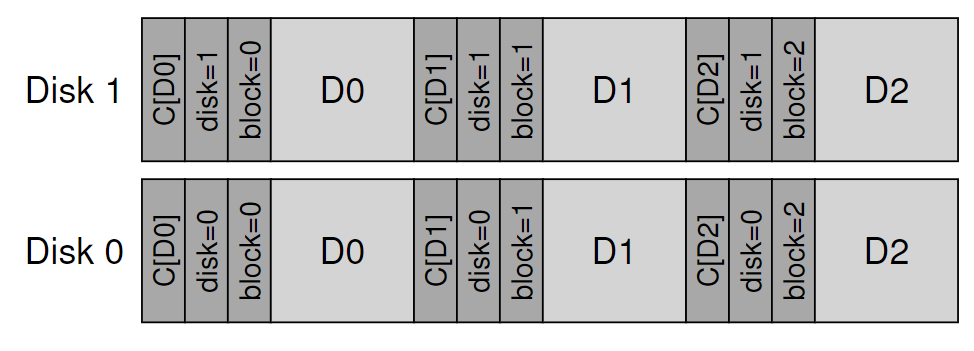 Disk 1
C[D0]
disk=1
block=0
D0
C[D1]
disk=1
block=1
D1
C[D2]
disk=1
block=2
D2
Disk 0
C[D0]
disk=0
block=0
D0
C[D1]
disk=0
block=1
D1
C[D2]
disk=0
block=2
D2